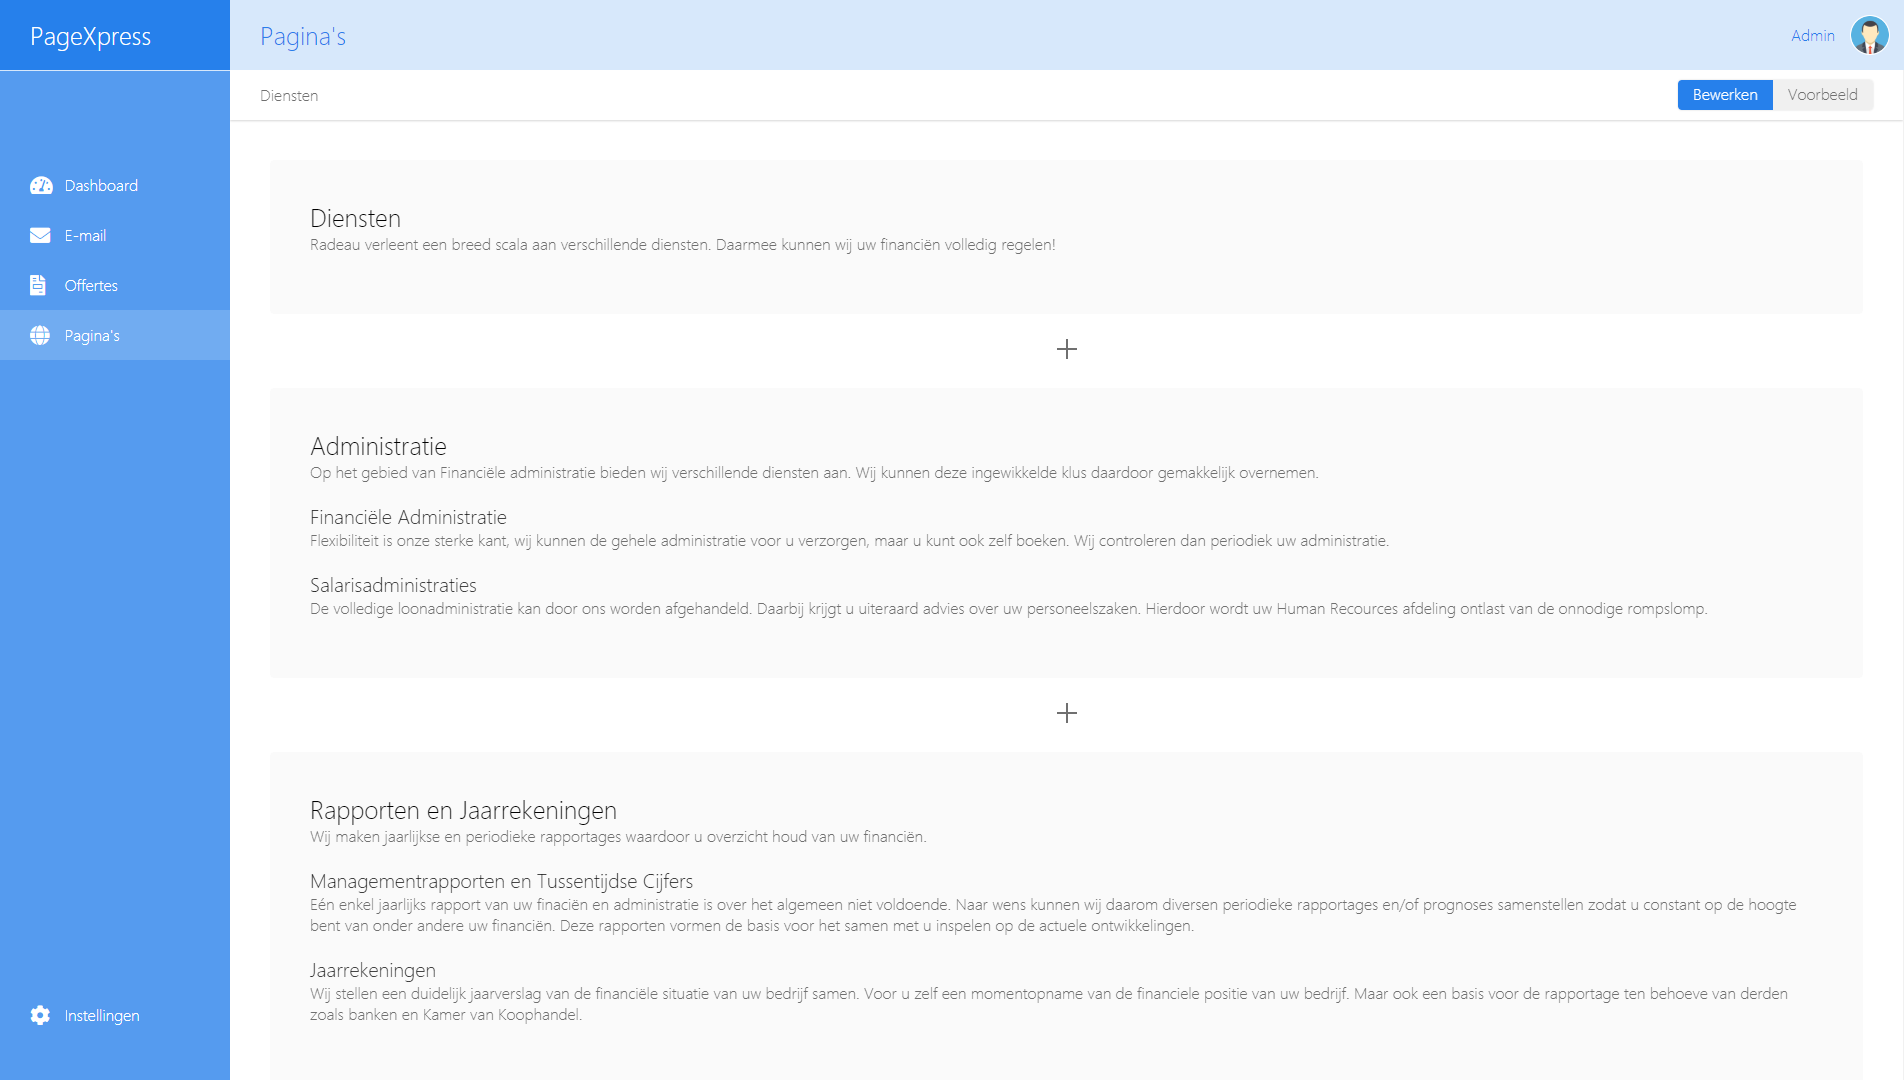 PageXpress
Pagina's
Admin
Diensten
Bewerken
Voorbeeld
Dashboard
E-mail
Offertes
Pagina's
Instellingen
Diensten
Radeau verleent een breed scala aan verschillende diensten. Daarmee kunnen wij uw financiën volledig regelen!
Administratie
Op het gebied van Financiële administratie bieden wij verschillende diensten aan. Wij kunnen deze ingewikkelde klus daardoor gemakkelijk overnemen.
Financiële Administratie
Flexibiliteit is onze sterke kant, wij kunnen de gehele administratie voor u verzorgen, maar u kunt ook zelf boeken. Wij controleren dan periodiek uw administratie.
Salarisadministraties
De volledige loonadministratie kan door ons worden afgehandeld. Daarbij krijgt u uiteraard advies over uw personeelszaken. Hierdoor wordt uw Human Recources afdeling ontlast van de onnodige rompslomp.
Rapporten en Jaarrekeningen
Wij maken jaarlijkse en periodieke rapportages waardoor u overzicht houd van uw financiën.
Managementrapporten en Tussentijdse Cijfers
Eén enkel jaarlijks rapport van uw finaciën en administratie is over het algemeen niet voldoende. Naar wens kunnen wij daarom diversen periodieke rapportages en/of prognoses samenstellen zodat u constant op de hoogte
bent van onder andere uw financiën. Deze rapporten vormen de basis voor het samen met u inspelen op de actuele ontwikkelingen.
Jaarrekeningen
Wij stellen een duidelijk jaarverslag van de financiële situatie van uw bedrijf samen. Voor u zelf een momentopname van de financiele positie van uw bedrijf. Maar ook een basis voor de rapportage ten behoeve van derden
zoals banken en Kamer van Koophandel.